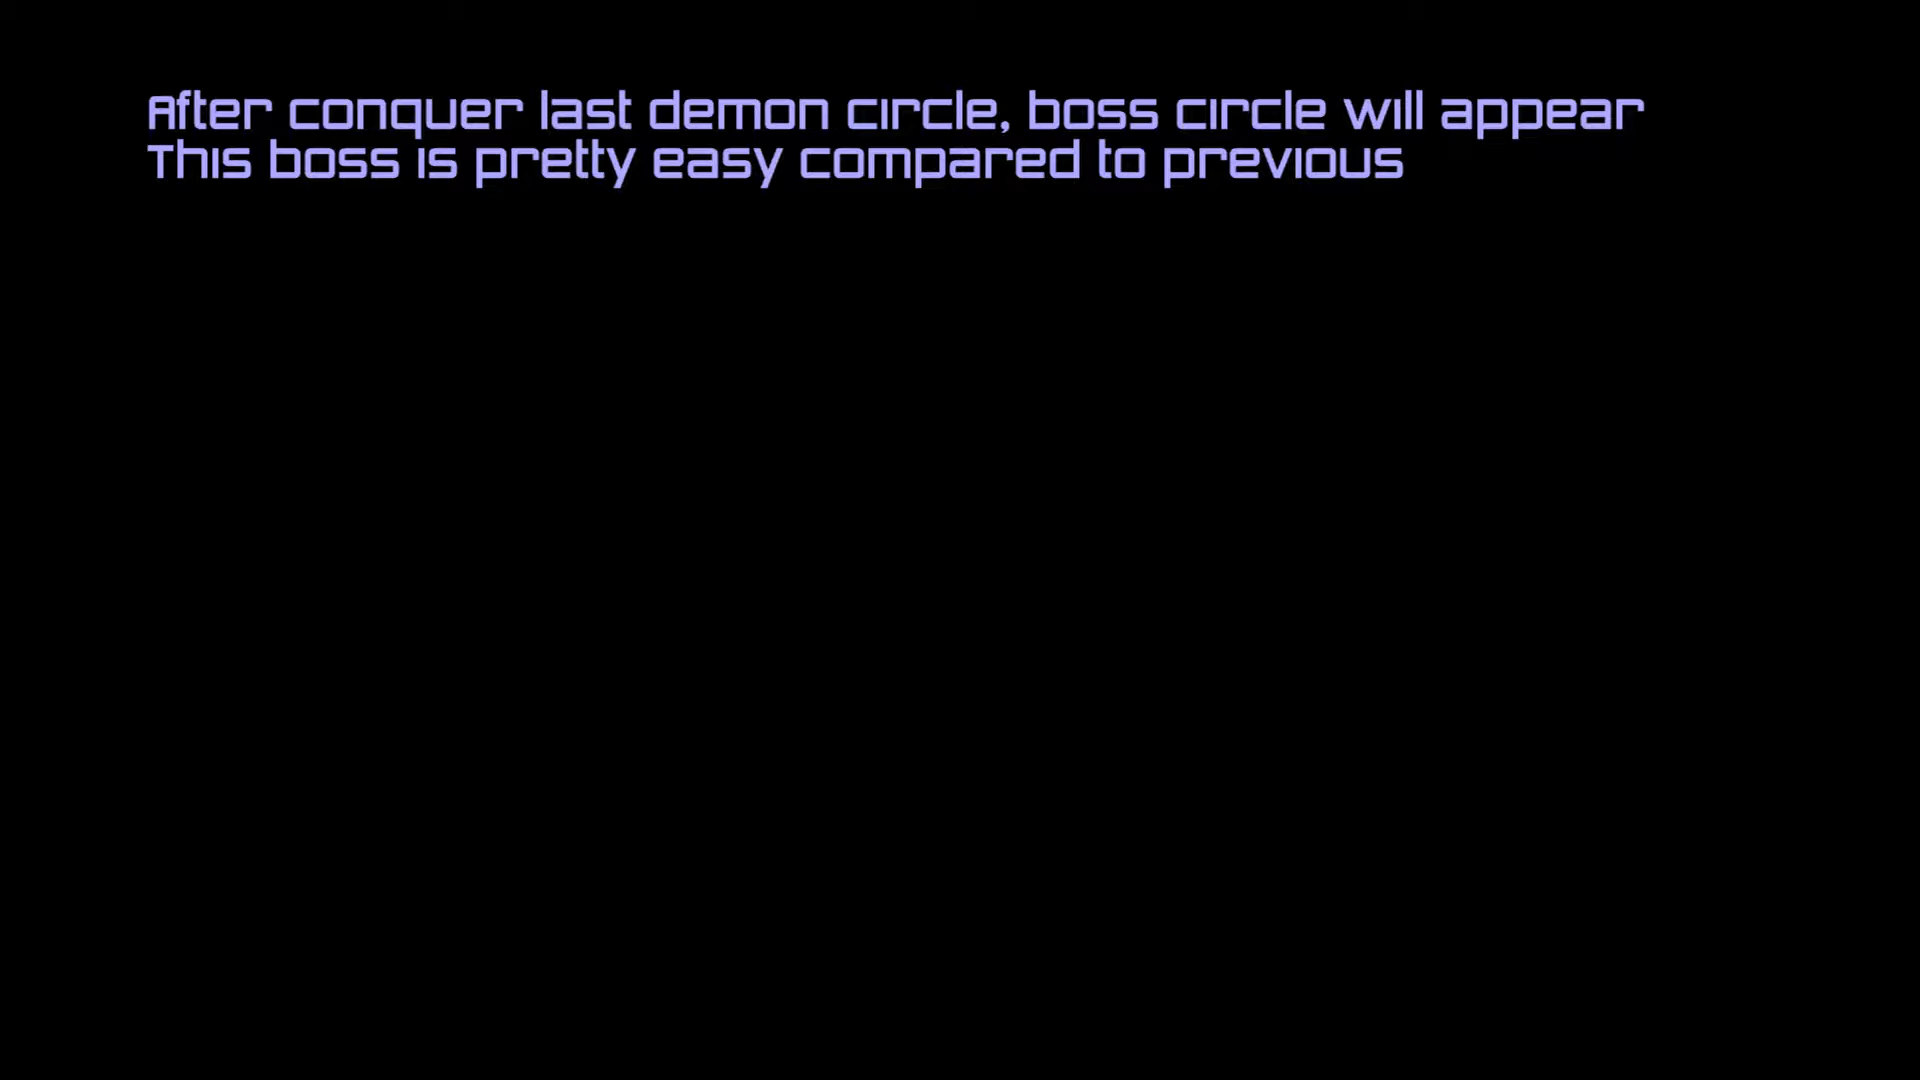 After conquer last demon circle, boss circle will appear
This boss is pretty easy compared to previous